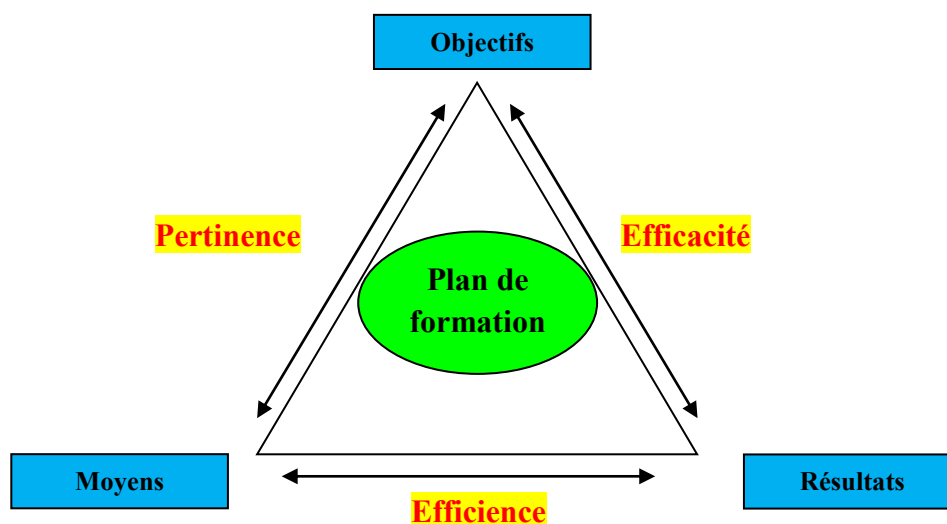 Objectifs
Pertinence
Efficacité
Plan de
formation
Moyens
Résultats
Efficience